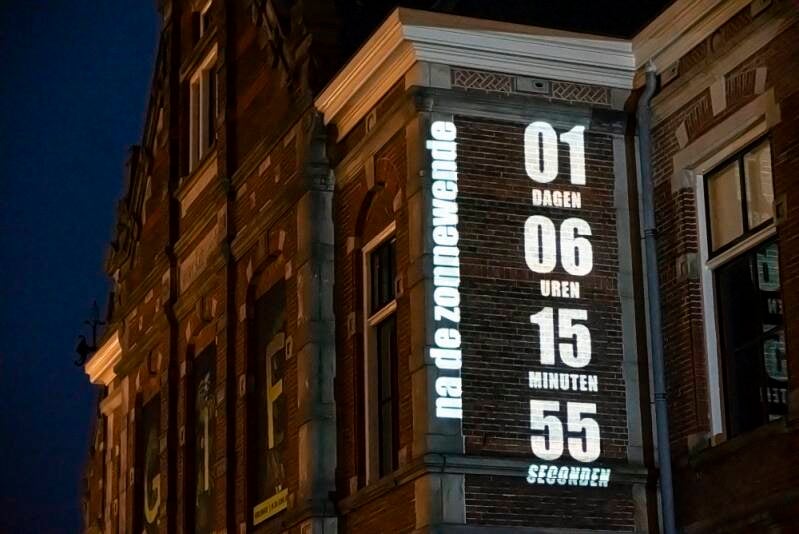 na de zonnewende
01
DAGEN
06
UREN
15
MINUTEN
55
SECONDEN